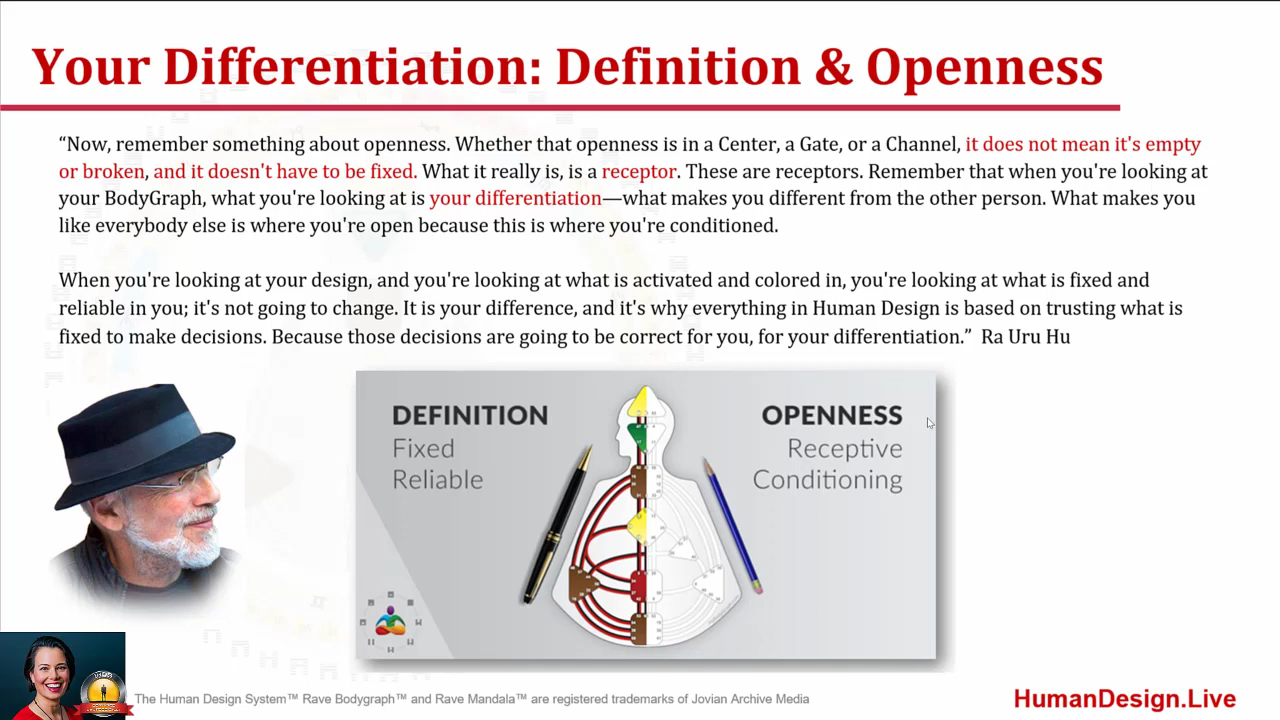 Your Differentiation: Definition & Openness
“Now, remember something about openness. Whether that openness is in a Center, a Gate, or a Channel, it does not mean it's empty
or broken, and it doesn't have to be fixed. What it really is, is a receptor. These are receptors. Remember that when you're looking at
your BodyGraph, what you're looking at is your differentiation—what makes you different from the other person. What makes you
like everybody else is where you're open because this is where you're conditioned.
When you're looking at your design, and you're looking at what is activated and colored in, you're looking at what is fixed and
reliable in you; it's not going to change. It is your difference, and it's why everything in Human Design is based on trusting what is
fixed to make decisions. Because those decisions are going to be correct for you, for your differentiation.” Ra Uru Hu
DEFINITION
Fixed
Reliable
OPENNESS
Receptive
Conditioning
The Human Design System™ Rave Bodygraph™ and Rave Mandala™ are registered trademarks of Jovian Archive Media
HumanDesign.Live